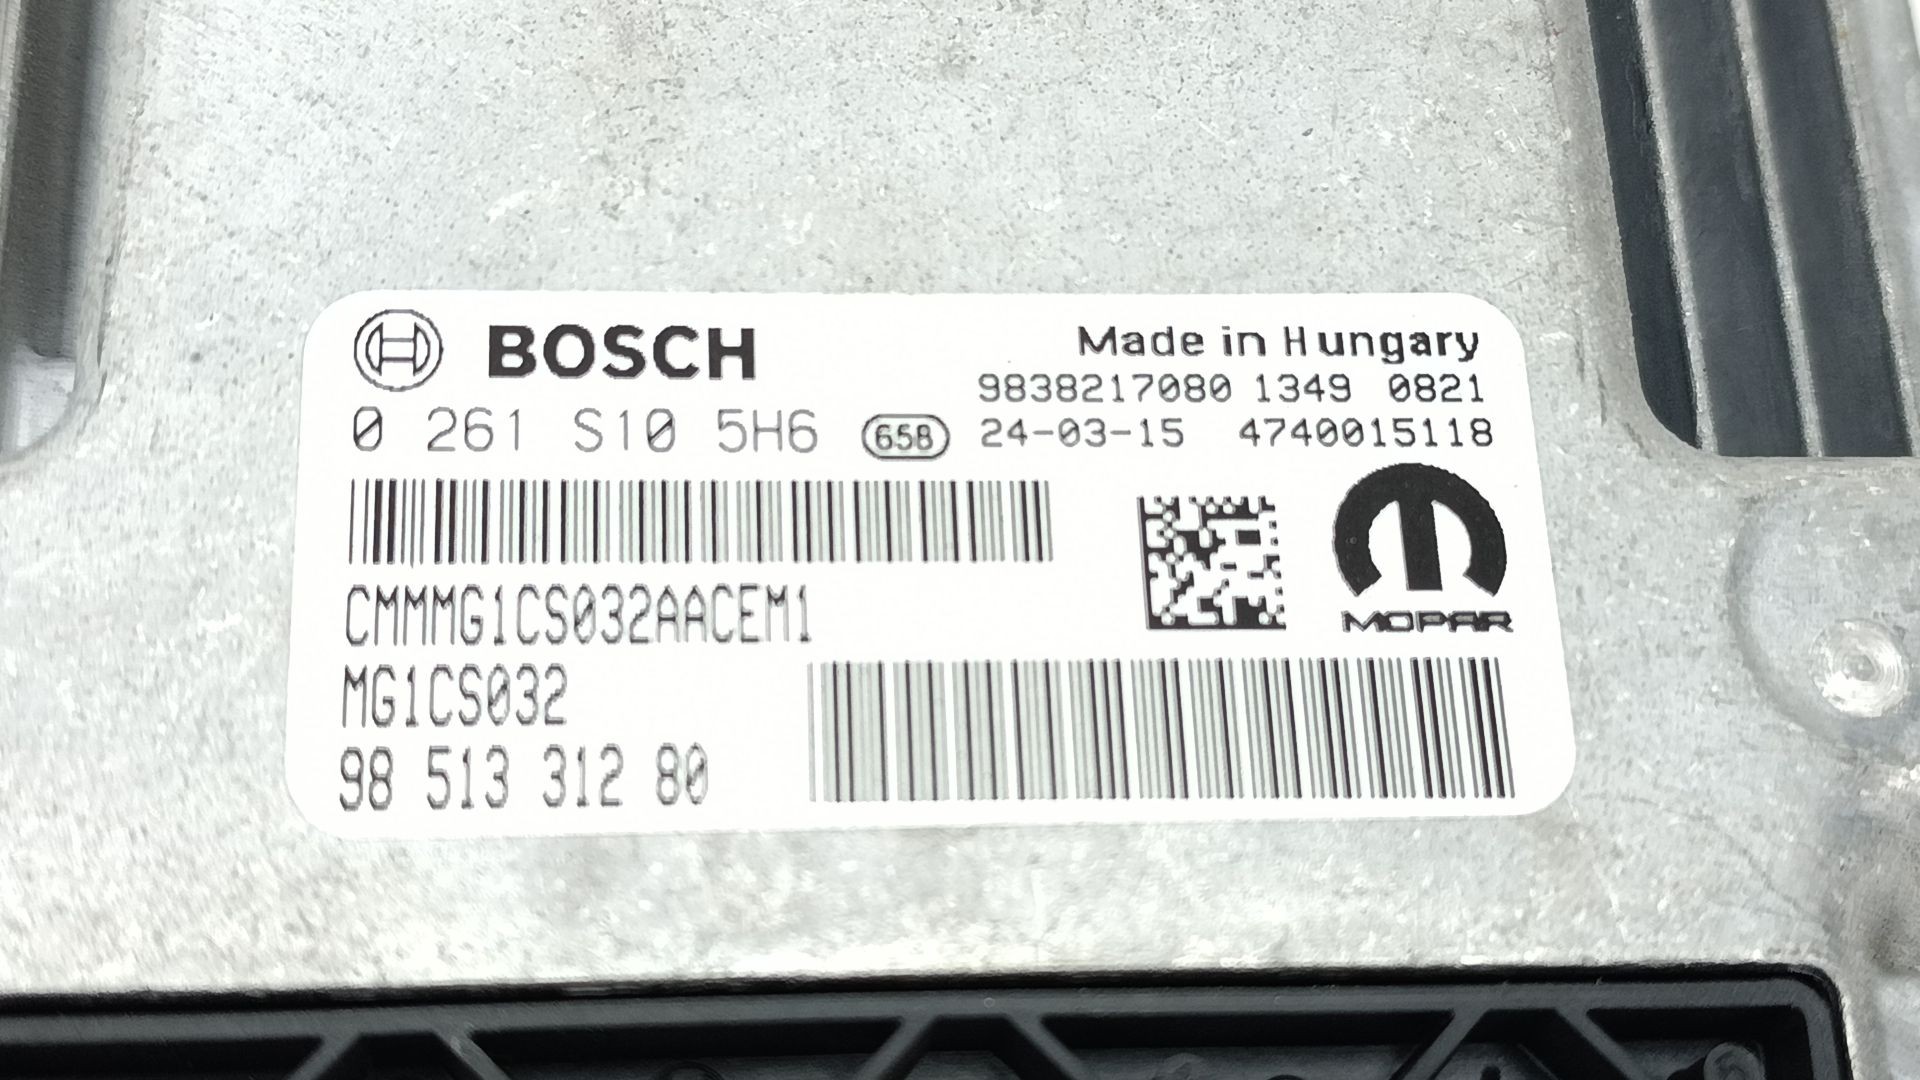 BOSCH
Made in Hungary
9838217080 1349 0821
0 261 S10 5H6 658 24-03-15 4740015118
CMMMG1CS032AACEM1
MOPAR
MG1CS032
98 513 312 80